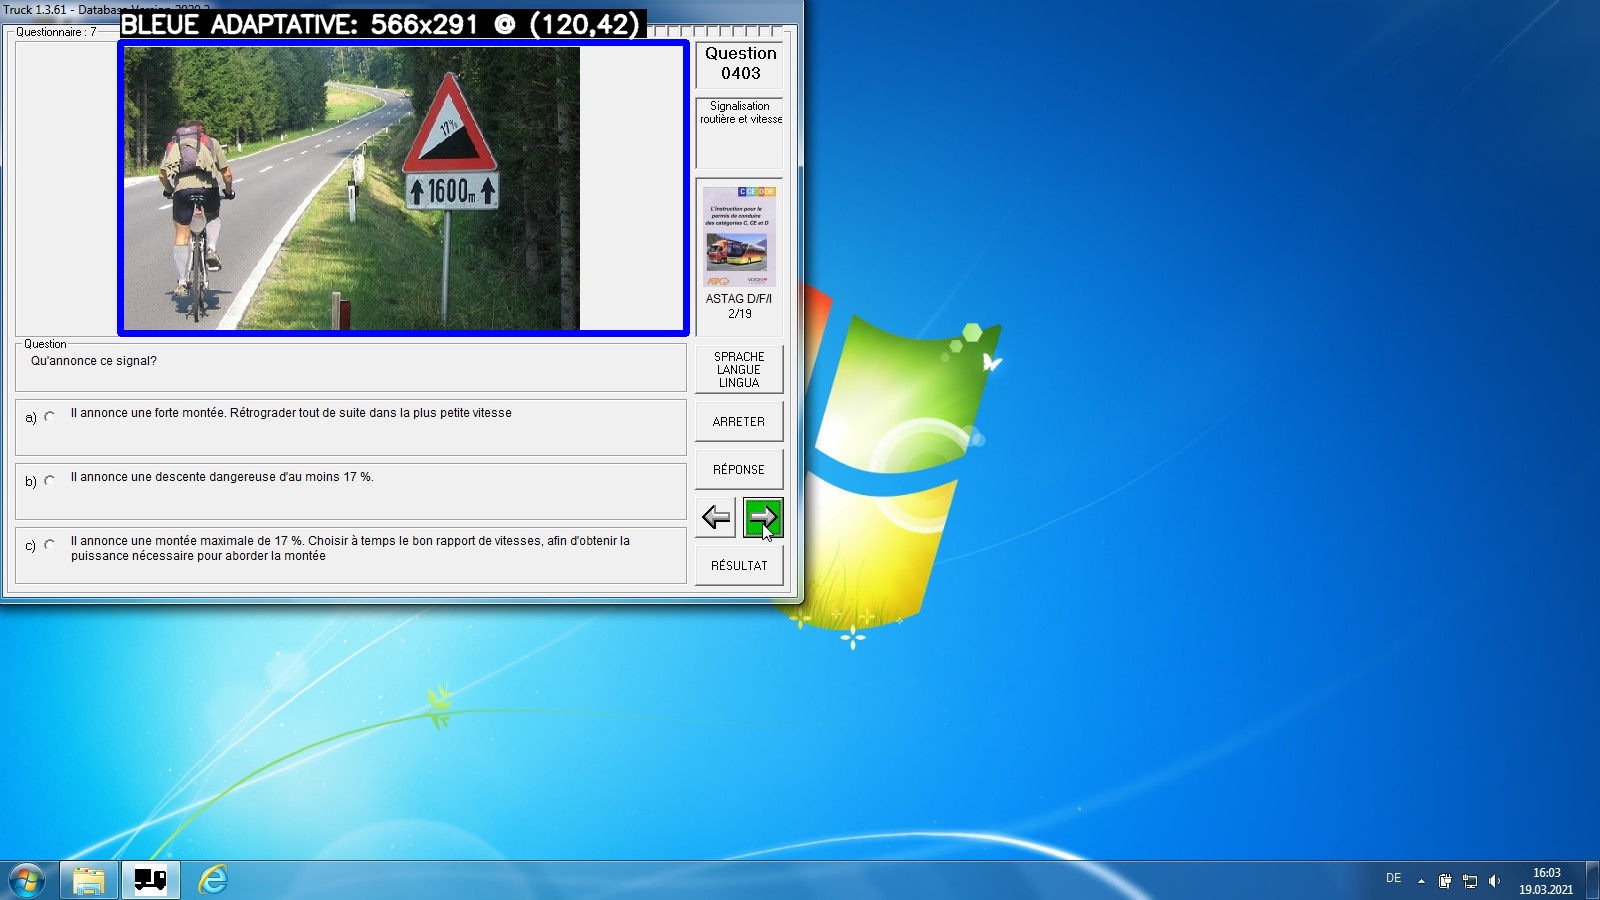 Truck 1.3.61 - Database Version 2020.2
BLEUE ADAPTATIVE: 566x291 @ (120,42)
Questionnaire : 7
17%
1600m
Question
0403
Signalisation
routière et vitesse
C CE D DE
L'instruction pour le
permis de conduire
des catégories C, CE et D
ASTAG D/F/I
2/19
Question
Qu'annonce ce signal?
a) Il annonce une forte montée. Rétrograder tout de suite dans la plus petite vitesse
b) Il annonce une descente dangereuse d'au moins 17 %.
c) Il annonce une montée maximale de 17 %. Choisir à temps le bon rapport de vitesses, afin d'obtenir la
puissance nécessaire pour aborder la montée
SPRACHE
LANGUE
LINGUA
ARRETER
RÉPONSE
RÉSULTAT
DE
16:03
19.03.2021